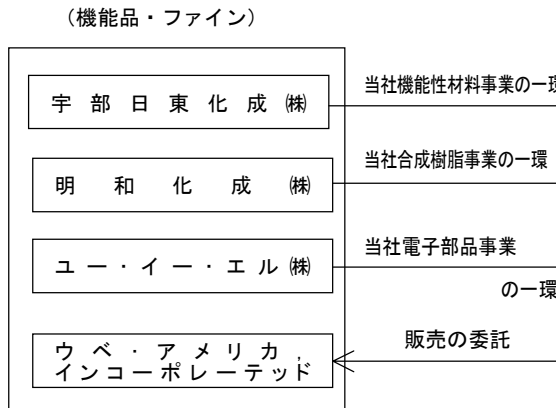 （機能品・ファイン）
宇部日東化成㈱
当社機能性材料事業の一環
明和化成㈱
当社合成樹脂事業の一環
ユー・イー・エル㈱
当社電子部品事業
の一環
ウベ・アメリカ,
インコーポレーテッド
販売の委託